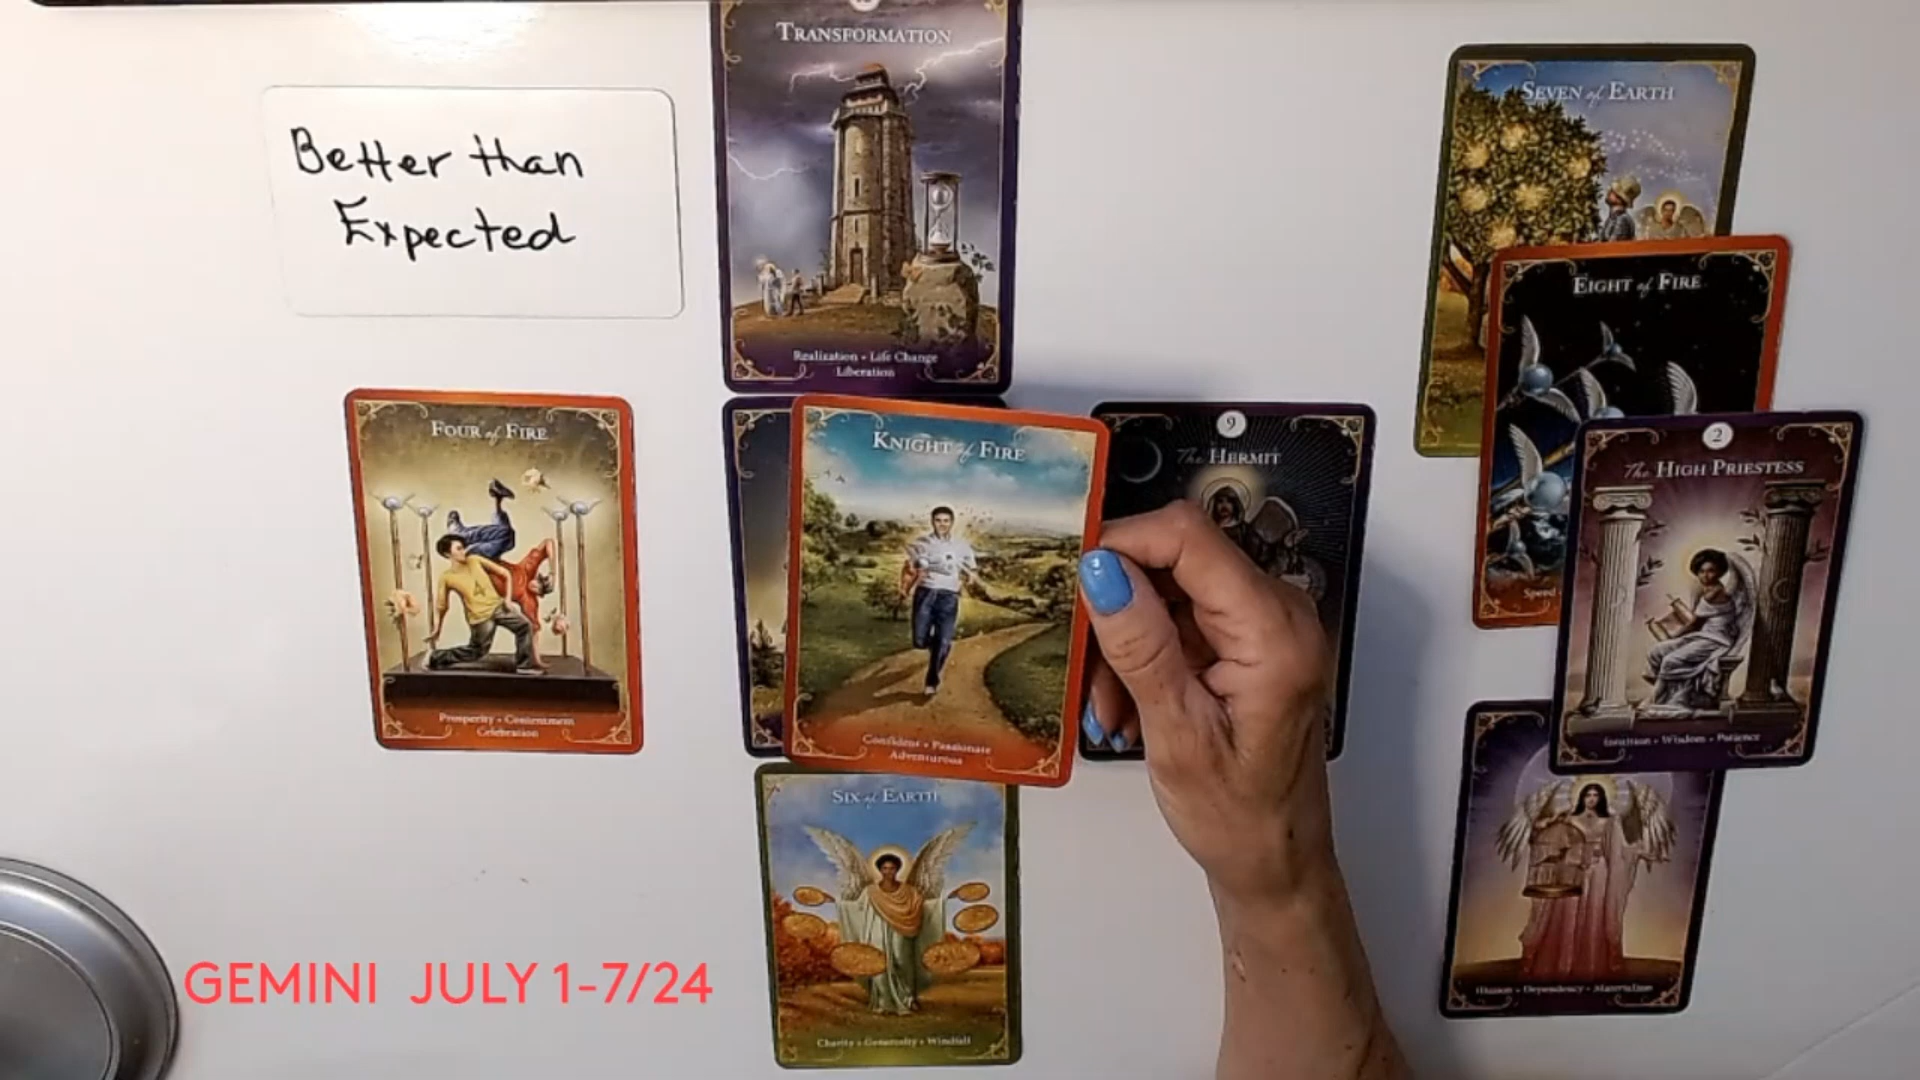 TRANSFORMATION
Realization • Life Change
Liberation
Better than
Expected
SEVEN of EARTH
EIGHT of FIRE
Speed
FOUR of FIRE
Prosperity • Contentment
Celebration
KNIGHT of FIRE
Confident • Passionate
Adventurous
9
The HERMIT
2
The HIGH PRIESTESS
Intuition • Wisdom • Patience
SIX of EARTH
Charity • Generosity • Windfall
Illusion • Dependency • Materialism
GEMINI JULY 1-7/24